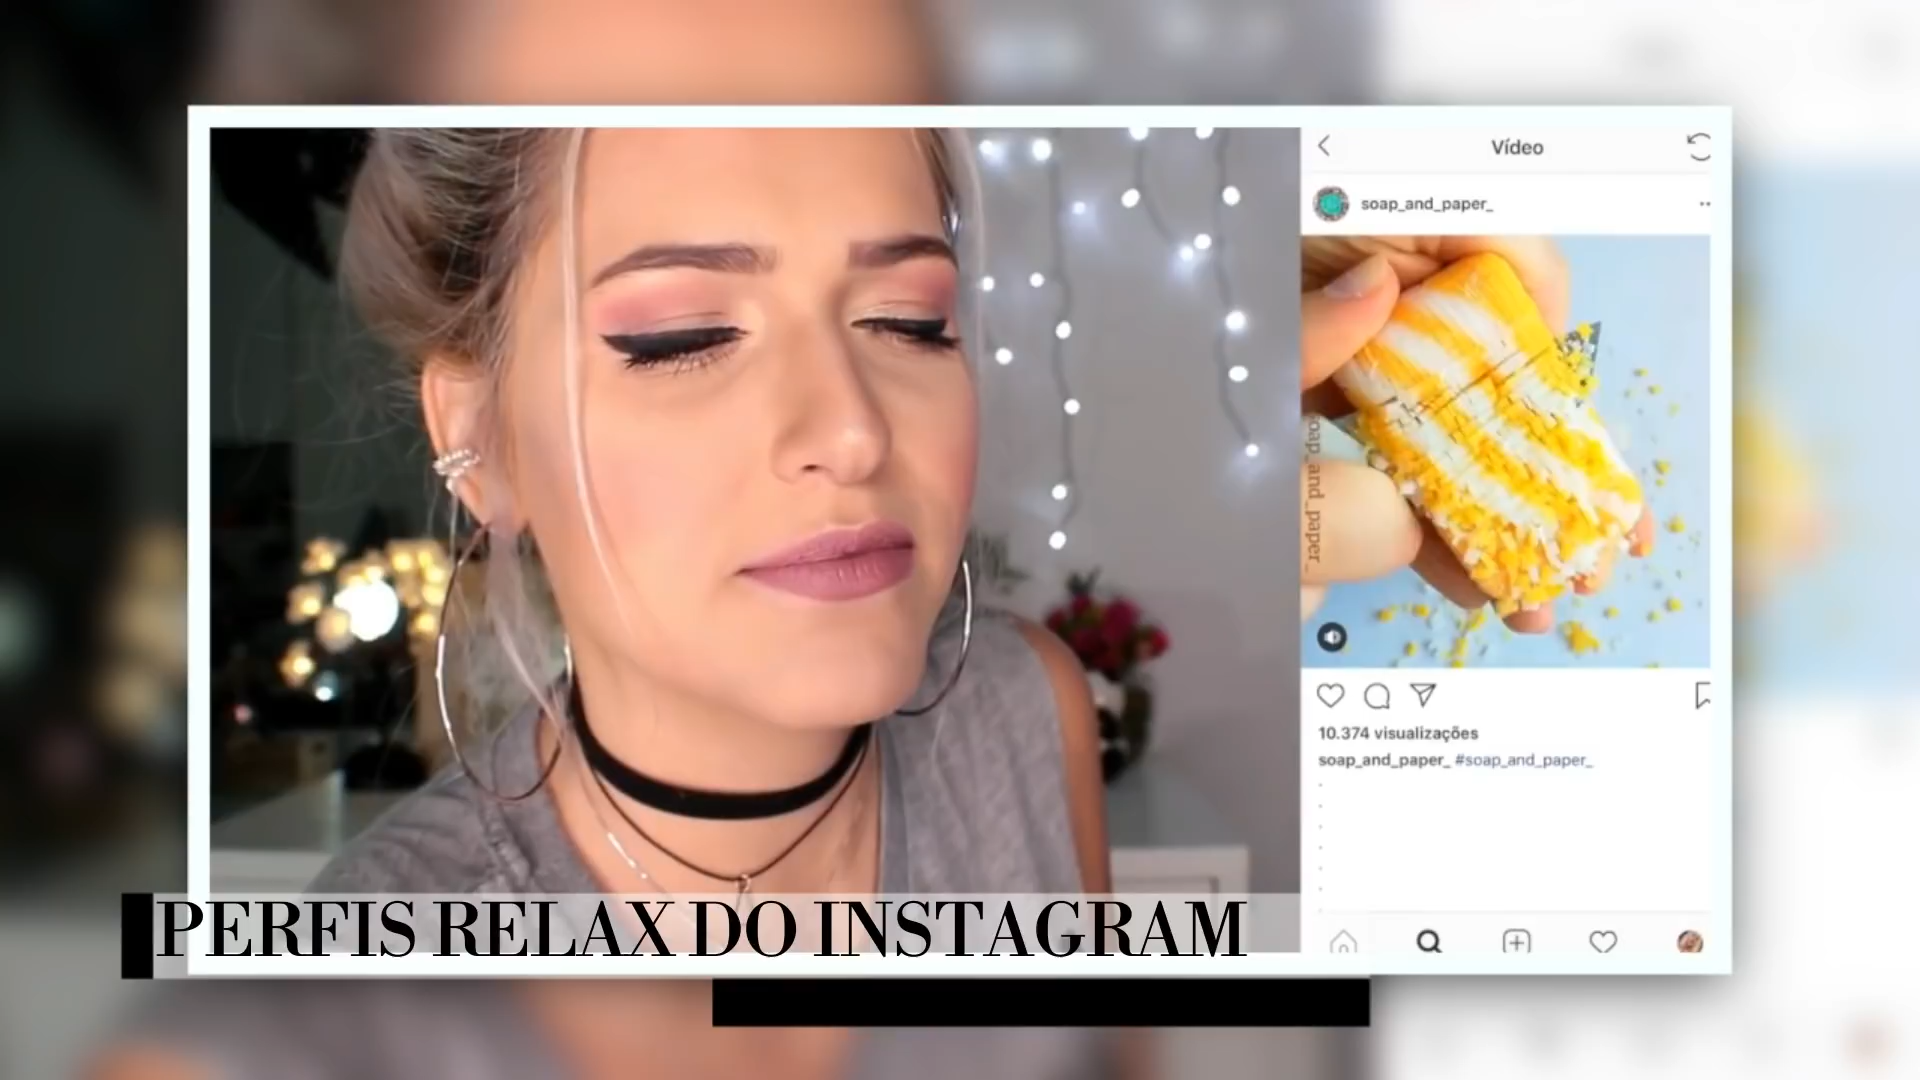 Vídeo
soap_and_paper_
soap_and_paper_
10.374 visualizações
soap_and_paper_ #soap_and_paper_
PERFIS RELAX DO INSTAGRAM